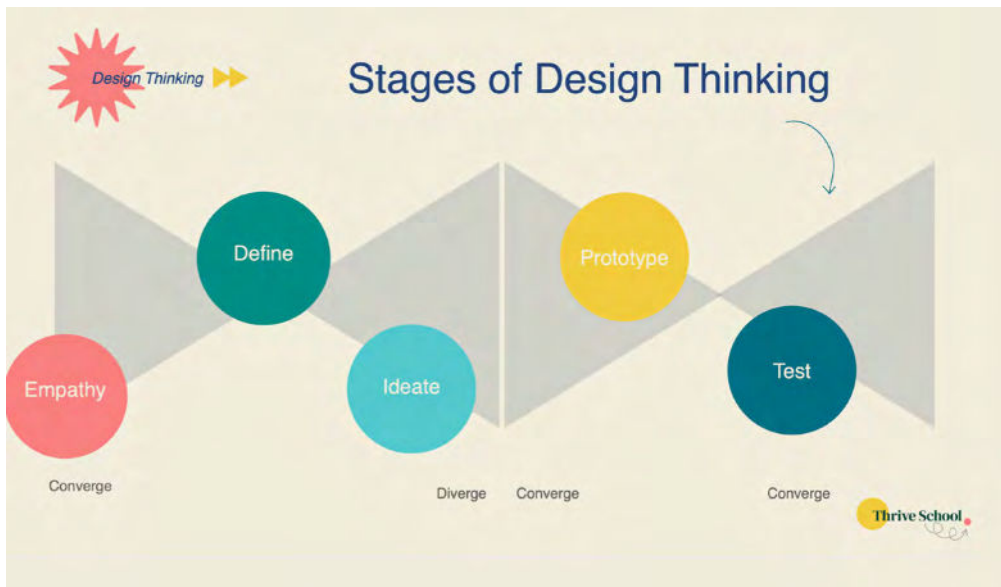 Design Thinking
Stages of Design Thinking
Define
Prototype
Empathy
Ideate
Test
Converge
Diverge
Converge
Converge
Thrive School